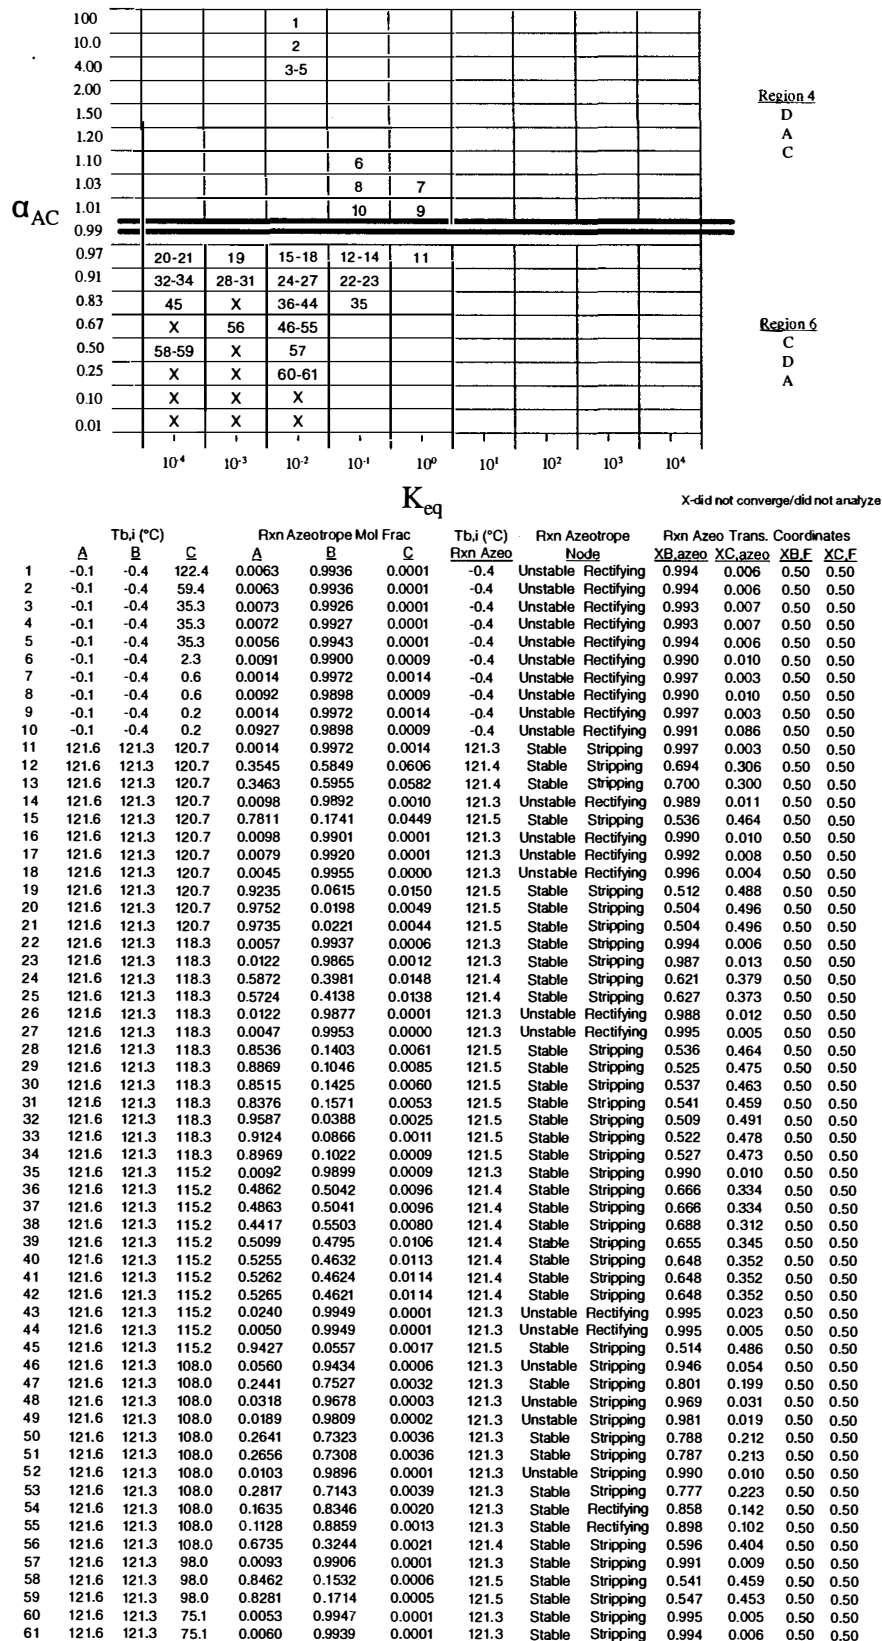 100 1
10.0 2
4.00 3-5
2.00
Region 4
1.50 D
1.20 A
1.10 6 C
1.03 8 7
αAC 1.01 10 9
0.99
0.97 20-21 19 15-18 12-14 11
0.91 32-34 28-31 24-27 22-23
0.83 45 X 36-44 35
0.67 X 56 46-55 Region 6
0.50 58-59 X 57 C
0.25 X X 60-61 D
0.10 X X X A
0.01 X X X
10⁻⁴ 10⁻³ 10⁻² 10⁻¹ 10⁰ 10¹ 10² 10³ 10⁴
Keq X-did not converge/did not analyze
Tb,i (°C) Rxn Azeotrope Mol Frac Tb,i (°C) Rxn Azeotrope Rxn Azeo Trans. Coordinates
A B C A B C Rxn Azeo Node XB,azeo XC,azeo XB,F XC,F
1 -0.1 -0.4 122.4 0.0063 0.9936 0.0001 -0.4 Unstable Rectifying 0.994 0.006 0.50 0.50
2 -0.1 -0.4 59.4 0.0063 0.9936 0.0001 -0.4 Unstable Rectifying 0.994 0.006 0.50 0.50
3 -0.1 -0.4 35.3 0.0073 0.9926 0.0001 -0.4 Unstable Rectifying 0.993 0.007 0.50 0.50
4 -0.1 -0.4 35.3 0.0072 0.9927 0.0001 -0.4 Unstable Rectifying 0.993 0.007 0.50 0.50
5 -0.1 -0.4 35.3 0.0056 0.9943 0.0001 -0.4 Unstable Rectifying 0.994 0.006 0.50 0.50
6 -0.1 -0.4 2.3 0.0091 0.9900 0.0009 -0.4 Unstable Rectifying 0.990 0.010 0.50 0.50
7 -0.1 -0.4 0.6 0.0014 0.9972 0.0014 -0.4 Unstable Rectifying 0.997 0.003 0.50 0.50
8 -0.1 -0.4 0.6 0.0092 0.9898 0.0009 -0.4 Unstable Rectifying 0.990 0.010 0.50 0.50
9 -0.1 -0.4 0.2 0.0014 0.9972 0.0014 -0.4 Unstable Rectifying 0.997 0.003 0.50 0.50
10 -0.1 -0.4 0.2 0.0927 0.9898 0.0009 -0.4 Unstable Rectifying 0.991 0.086 0.50 0.50
11 121.6 121.3 120.7 0.0014 0.9972 0.0014 121.3 Stable Stripping 0.997 0.003 0.50 0.50
12 121.6 121.3 120.7 0.3545 0.5849 0.0606 121.4 Stable Stripping 0.694 0.306 0.50 0.50
13 121.6 121.3 120.7 0.3463 0.5955 0.0582 121.4 Stable Stripping 0.700 0.300 0.50 0.50
14 121.6 121.3 120.7 0.0098 0.9892 0.0010 121.3 Unstable Rectifying 0.989 0.011 0.50 0.50
15 121.6 121.3 120.7 0.7811 0.1741 0.0449 121.5 Stable Stripping 0.536 0.464 0.50 0.50
16 121.6 121.3 120.7 0.0098 0.9901 0.0001 121.3 Unstable Rectifying 0.990 0.010 0.50 0.50
17 121.6 121.3 120.7 0.0079 0.9920 0.0001 121.3 Unstable Rectifying 0.992 0.008 0.50 0.50
18 121.6 121.3 120.7 0.0045 0.9955 0.0000 121.3 Unstable Rectifying 0.996 0.004 0.50 0.50
19 121.6 121.3 120.7 0.9235 0.0615 0.0150 121.5 Stable Stripping 0.512 0.488 0.50 0.50
20 121.6 121.3 120.7 0.9752 0.0198 0.0049 121.5 Stable Stripping 0.504 0.496 0.50 0.50
21 121.6 121.3 120.7 0.9735 0.0221 0.0044 121.5 Stable Stripping 0.504 0.496 0.50 0.50
22 121.6 121.3 118.3 0.0057 0.9937 0.0006 121.3 Stable Stripping 0.994 0.006 0.50 0.50
23 121.6 121.3 118.3 0.0122 0.9865 0.0012 121.3 Stable Stripping 0.987 0.013 0.50 0.50
24 121.6 121.3 118.3 0.5872 0.3981 0.0148 121.4 Stable Stripping 0.621 0.379 0.50 0.50
25 121.6 121.3 118.3 0.5724 0.4138 0.0138 121.4 Stable Stripping 0.627 0.373 0.50 0.50
26 121.6 121.3 118.3 0.0122 0.9877 0.0001 121.3 Unstable Rectifying 0.988 0.012 0.50 0.50
27 121.6 121.3 118.3 0.0047 0.9953 0.0000 121.3 Unstable Rectifying 0.995 0.005 0.50 0.50
28 121.6 121.3 118.3 0.8536 0.1403 0.0061 121.5 Stable Stripping 0.536 0.464 0.50 0.50
29 121.6 121.3 118.3 0.8869 0.1046 0.0085 121.5 Stable Stripping 0.525 0.475 0.50 0.50
30 121.6 121.3 118.3 0.8515 0.1425 0.0060 121.5 Stable Stripping 0.537 0.463 0.50 0.50
31 121.6 121.3 118.3 0.8376 0.1571 0.0053 121.5 Stable Stripping 0.541 0.459 0.50 0.50
32 121.6 121.3 118.3 0.9587 0.0388 0.0025 121.5 Stable Stripping 0.509 0.491 0.50 0.50
33 121.6 121.3 118.3 0.9124 0.0866 0.0011 121.5 Stable Stripping 0.522 0.478 0.50 0.50
34 121.6 121.3 118.3 0.8969 0.1022 0.0009 121.5 Stable Stripping 0.527 0.473 0.50 0.50
35 121.6 121.3 115.2 0.0092 0.9899 0.0009 121.3 Stable Stripping 0.990 0.010 0.50 0.50
36 121.6 121.3 115.2 0.4862 0.5042 0.0096 121.4 Stable Stripping 0.666 0.334 0.50 0.50
37 121.6 121.3 115.2 0.4863 0.5041 0.0096 121.4 Stable Stripping 0.666 0.334 0.50 0.50
38 121.6 121.3 115.2 0.4417 0.5503 0.0080 121.4 Stable Stripping 0.688 0.312 0.50 0.50
39 121.6 121.3 115.2 0.5099 0.4795 0.0106 121.4 Stable Stripping 0.655 0.345 0.50 0.50
40 121.6 121.3 115.2 0.5255 0.4632 0.0113 121.4 Stable Stripping 0.648 0.352 0.50 0.50
41 121.6 121.3 115.2 0.5262 0.4624 0.0114 121.4 Stable Stripping 0.648 0.352 0.50 0.50
42 121.6 121.3 115.2 0.5265 0.4621 0.0114 121.4 Stable Stripping 0.648 0.352 0.50 0.50
43 121.6 121.3 115.2 0.0240 0.9949 0.0001 121.3 Unstable Rectifying 0.995 0.023 0.50 0.50
44 121.6 121.3 115.2 0.0050 0.9949 0.0001 121.3 Unstable Rectifying 0.995 0.005 0.50 0.50
45 121.6 121.3 115.2 0.9427 0.0557 0.0017 121.5 Stable Stripping 0.514 0.486 0.50 0.50
46 121.6 121.3 108.0 0.0560 0.9434 0.0006 121.3 Unstable Stripping 0.946 0.054 0.50 0.50
47 121.6 121.3 108.0 0.2441 0.7527 0.0032 121.3 Stable Stripping 0.801 0.199 0.50 0.50
48 121.6 121.3 108.0 0.0318 0.9678 0.0003 121.3 Unstable Stripping 0.969 0.031 0.50 0.50
49 121.6 121.3 108.0 0.0189 0.9809 0.0002 121.3 Unstable Stripping 0.981 0.019 0.50 0.50
50 121.6 121.3 108.0 0.2641 0.7323 0.0036 121.3 Stable Stripping 0.788 0.212 0.50 0.50
51 121.6 121.3 108.0 0.2656 0.7308 0.0036 121.3 Stable Stripping 0.787 0.213 0.50 0.50
52 121.6 121.3 108.0 0.0103 0.9896 0.0001 121.3 Unstable Stripping 0.990 0.010 0.50 0.50
53 121.6 121.3 108.0 0.2817 0.7143 0.0039 121.3 Stable Stripping 0.777 0.223 0.50 0.50
54 121.6 121.3 108.0 0.1635 0.8346 0.0020 121.3 Stable Rectifying 0.858 0.142 0.50 0.50
55 121.6 121.3 108.0 0.1128 0.8859 0.0013 121.3 Stable Rectifying 0.898 0.102 0.50 0.50
56 121.6 121.3 108.0 0.6735 0.3244 0.0021 121.4 Stable Stripping 0.596 0.404 0.50 0.50
57 121.6 121.3 98.0 0.0093 0.9906 0.0001 121.3 Stable Stripping 0.991 0.009 0.50 0.50
58 121.6 121.3 98.0 0.8462 0.1532 0.0006 121.5 Stable Stripping 0.541 0.459 0.50 0.50
59 121.6 121.3 98.0 0.8281 0.1714 0.0005 121.5 Stable Stripping 0.547 0.453 0.50 0.50
60 121.6 121.3 75.1 0.0053 0.9947 0.0001 121.3 Stable Stripping 0.995 0.005 0.50 0.50
61 121.6 121.3 75.1 0.0060 0.9939 0.0001 121.3 Stable Stripping 0.994 0.006 0.50 0.50